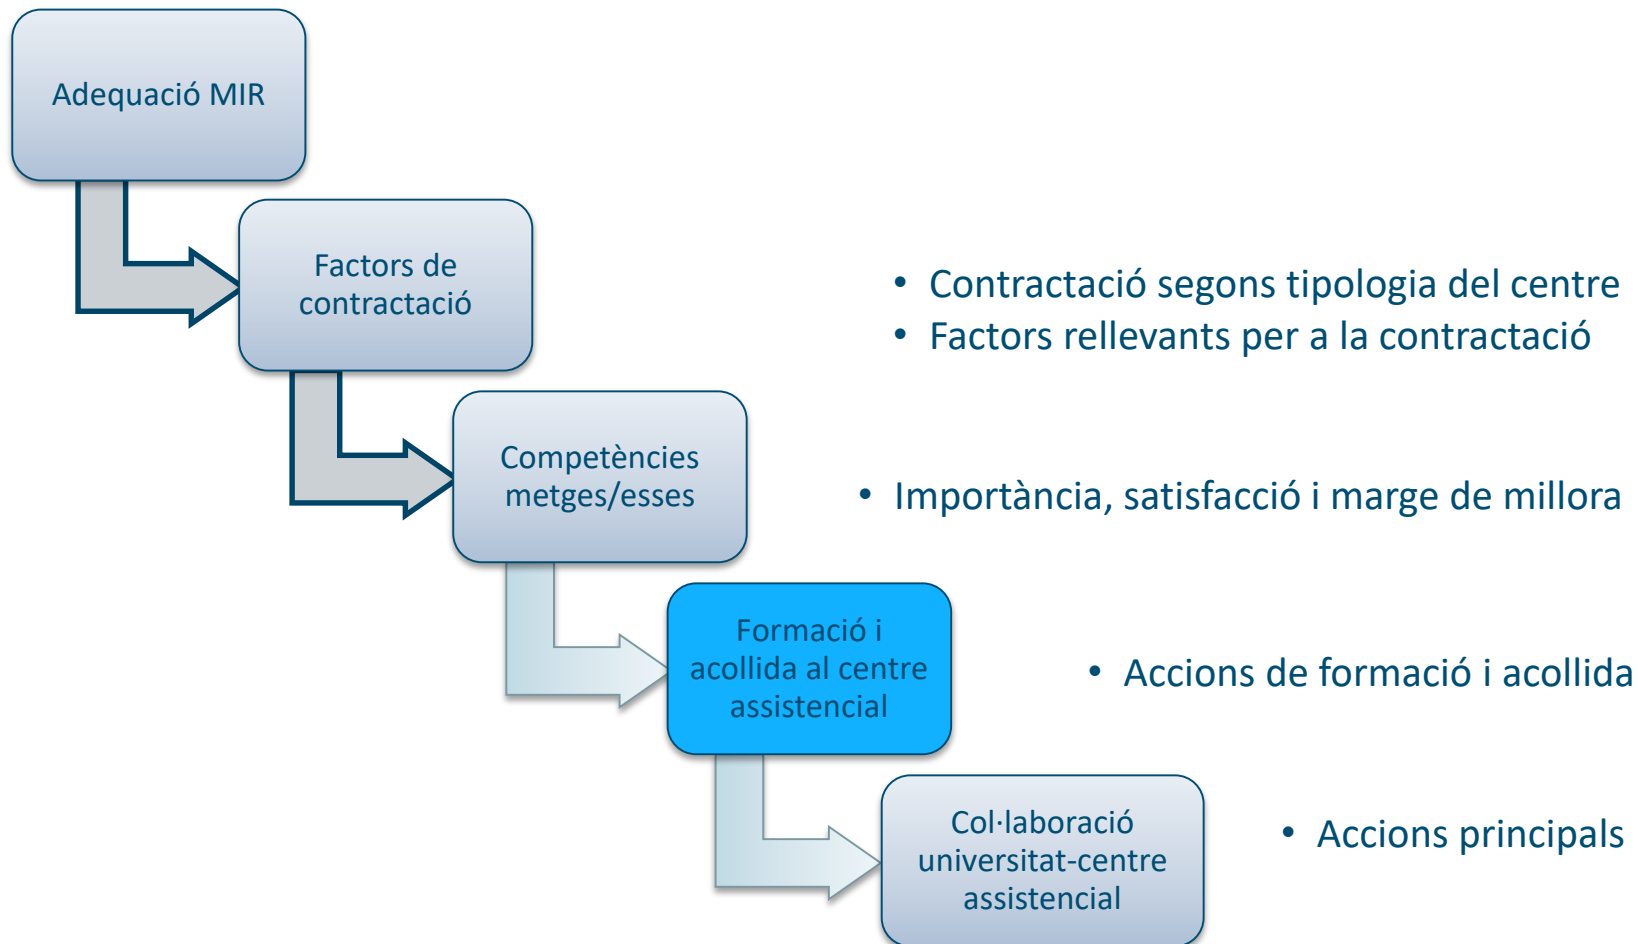 Adequació MIR
Factors de
contractació
• Contractació segons tipologia del centre
• Factors rellevants per a la contractació
Competències
metges/esses
• Importància, satisfacció i marge de millora
Formació i
acollida al centre
assistencial
• Accions de formació i acollida
Col·laboració
universitat-centre
assistencial
• Accions principals